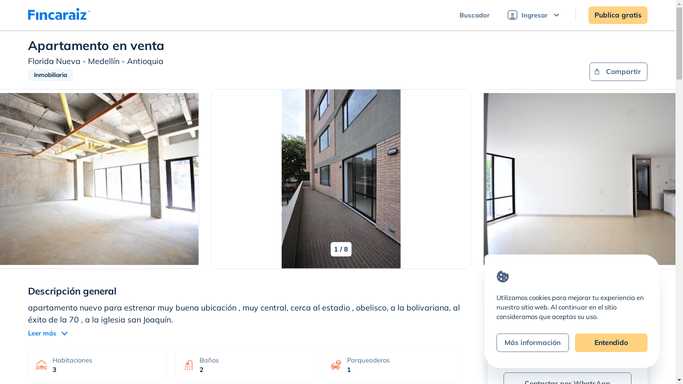 Fincaraiz
Buscador
Ingresar
Publica gratis
Apartamento en venta
Florida Nueva - Medellín - Antioquia
Inmobiliaria
Compartir
1 / 8
Descripción general
apartamento nuevo para estrenar muy buena ubicación , muy central, cerca al estadio , obelisco, a la bolivariana, al
éxito de la 70 , a la iglesia san Joaquín.
Leer más
Habitaciones
3
Baños
2
Parqueaderos
1
Utilizamos cookies para mejorar tu experiencia en
nuestro sitio web. Al continuar en el sitio
consideramos que aceptas su uso.
Más información
Entendido
Contactar por WhatsApp